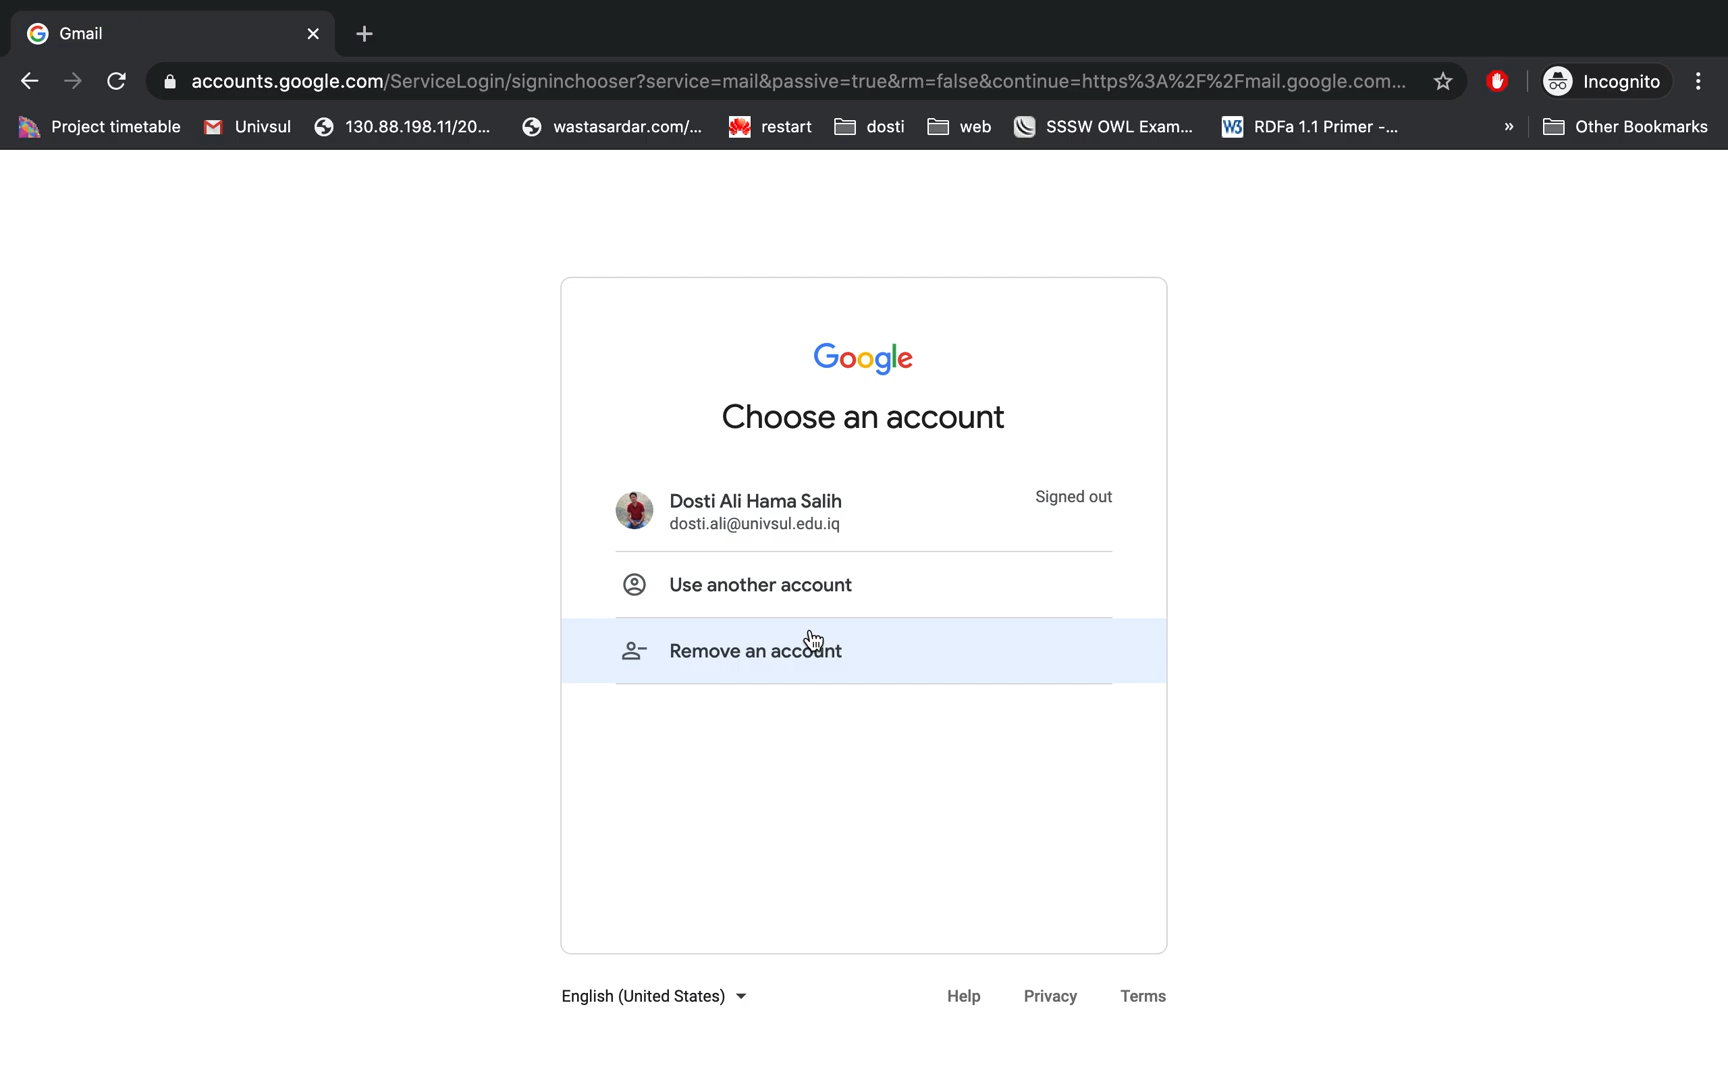 Gmail
accounts.google.com/ServiceLogin/signinchooser?service=mail&passive=true&rm=false&continue=https%3A%2F%2Fmail.google.com...
Incognito
Project timetable
Univsul
130.88.198.11/20...
wastasardar.com/...
restart
dosti
web
SSSW OWL Exam...
W3
RDFa 1.1 Primer -...
»
Other Bookmarks
Google
Choose an account
Dosti Ali Hama Salih
Signed out
dosti.ali@univsul.edu.iq
Use another account
Remove an account
English (United States)
Help
Privacy
Terms